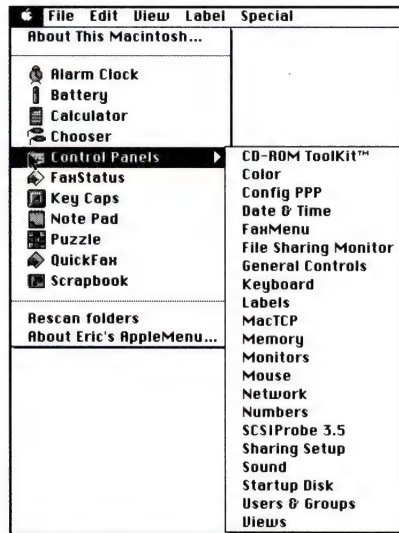 File Edit View Label Special
About This Macintosh...
Alarm Clock
Battery
Calculator
Chooser
Control Panels
FaxStatus
Key Caps
Note Pad
Puzzle
QuickFax
Scrapbook
Rescan folders
About Eric's AppleMenu...
CD-ROM ToolKit™
Color
Config PPP
Date & Time
FaxMenu
File Sharing Monitor
General Controls
Keyboard
Labels
MacTCP
Memory
Monitors
Mouse
Network
Numbers
SCSIProbe 3.5
Sharing Setup
Sound
Startup Disk
Users & Groups
Views